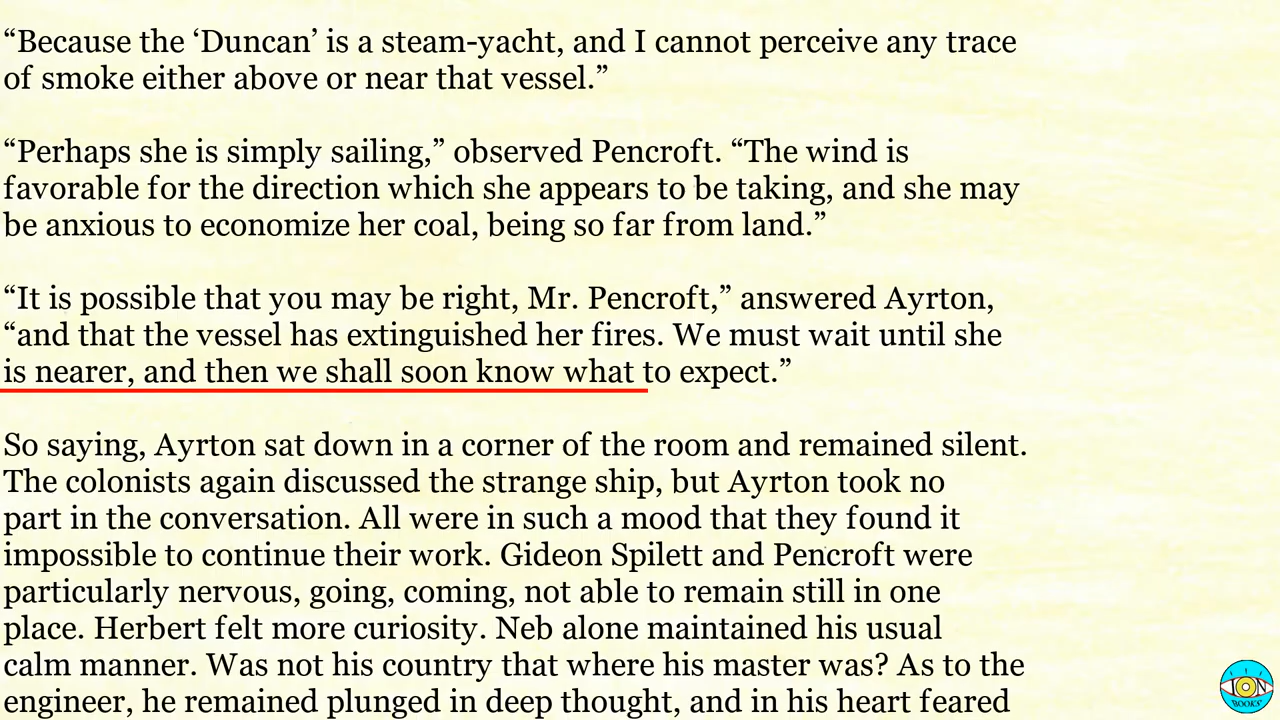 “Because the ‘Duncan’ is a steam-yacht, and I cannot perceive any trace
of smoke either above or near that vessel.”
“Perhaps she is simply sailing,” observed Pencroft. “The wind is
favorable for the direction which she appears to be taking, and she may
be anxious to economize her coal, being so far from land.”
“It is possible that you may be right, Mr. Pencroft,” answered Ayrton,
“and that the vessel has extinguished her fires. We must wait until she
is nearer, and then we shall soon know what to expect.”
So saying, Ayrton sat down in a corner of the room and remained silent.
The colonists again discussed the strange ship, but Ayrton took no
part in the conversation. All were in such a mood that they found it
impossible to continue their work. Gideon Spilett and Pencroft were
particularly nervous, going, coming, not able to remain still in one
place. Herbert felt more curiosity. Neb alone maintained his usual
calm manner. Was not his country that where his master was? As to the
engineer, he remained plunged in deep thought, and in his heart feared
ION
BOOKS